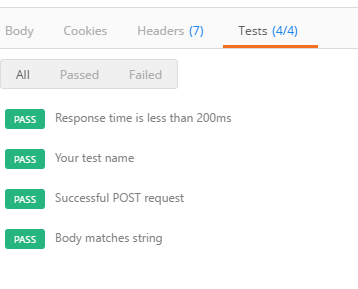 Body Cookies Headers (7) Tests (4/4)
All Passed Failed
PASS Response time is less than 200ms
PASS Your test name
PASS Successful POST request
PASS Body matches string